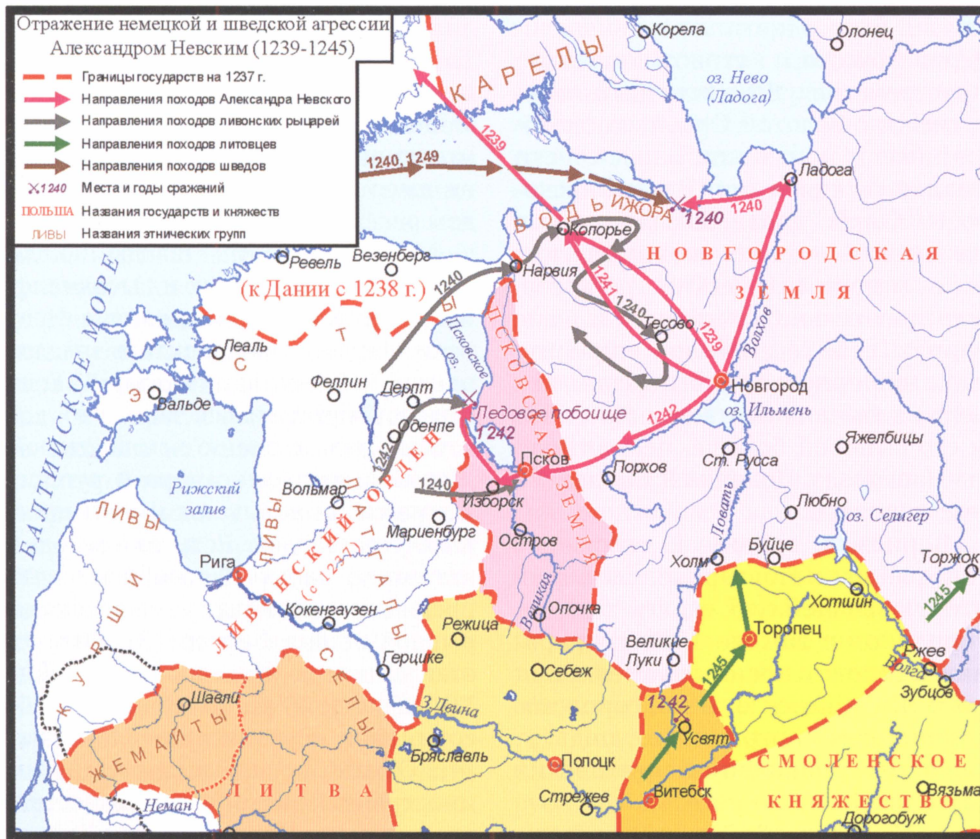 Отражение немецкой и шведской агрессии
Александром Невским (1239-1245)
Границы государств на 1237 г.
Направления походов Александра Невского
Направления походов ливонских рыцарей
Направления походов литовцев
Направления походов шведов
1240 Места и годы сражений
ПОЛЬША Названия государств и княжеств
ЛИВЫ Названия этнических групп
Корела
Олонец
КАРЕЛЫ
оз. Нево
(Ладога)
1239
1240, 1249
Ладога
1240
1240
ВОДЬ
ИЖОРА
Копорье
НОВГОРОДСКАЯ
ЗЕМЛЯ
Ревель
Везенберг
Нарвия
(к Дании с 1238 г.)
1240
1241
1240
Тесово
1239
Волхов
БАЛТИЙСКОЕ МОРЕ
ЭСТЫ
Псковское
оз.
ПСКОВСКАЯ
ЗЕМЛЯ
Леаль
Вальде
Феллин
Дерпт
Оденпе
Ледовое побоище
1242
1242
1242
Новгород
оз. Ильмень
Псков
Порхов
Ст. Русса
Яжелбицы
1240
Изборск
Рижский
залив
Вольмар
Мариенбург
Остров
Ловать
Любно
оз. Селигер
ЛИВЫ
ЛИВЫ
ЛАТГАЛЫ
ЛИВОНСКИЙ ОРДЕН
(с 1237)
Рига
Холм
Буйце
Торжок
1245
Хотшин
Кокенгаузен
Великая
Опочка
Режица
Торопец
КУРШИ
СЕЛЫ
Герцике
Себеж
Великие
Луки
1245
Ржев
Волга
Зубцов
Шавли
ЖЕМАЙТЫ
З.Двина
1242
Усвят
Бряславль
Полоцк
СМОЛЕНСКОЕ
КНЯЖЕСТВО
Неман
ЛИТВА
Стрежев
Витебск
Вязьма
Дорогобуж